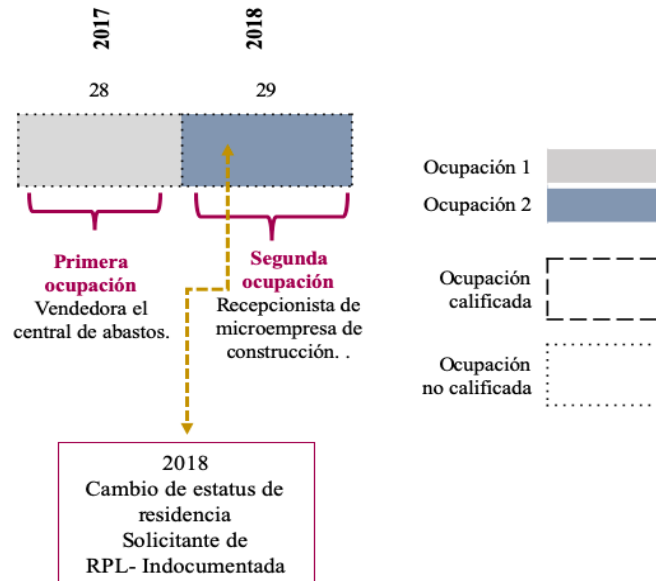 2017
2018
28
29
Primera
ocupación
Vendedora el
central de abastos.
Segunda
ocupación
Recepcionista de
microempresa de
construcción. .
2018
Cambio de estatus de
residencia
Solicitante de
RPL- Indocumentada
Ocupación 1
Ocupación 2
Ocupación
calificada
Ocupación
no calificada